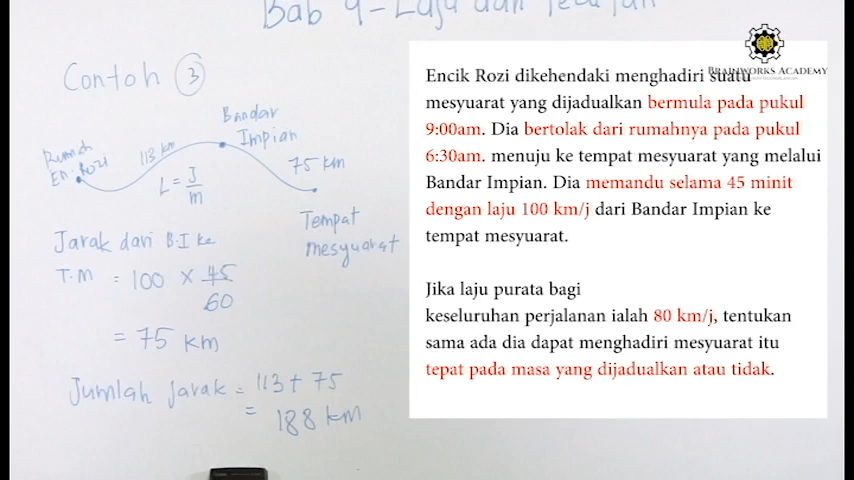 Bab 9 - Laju dan Pecutan
Contoh 3
Rumah
En. Rozi
113 km
Bandar
Impian
75 km
L = J
m
Tempat
mesyuarat
Jarak dari B.I ke
T.M = 100 × 45
60
= 75 km
Jumlah jarak = 113 + 75
= 188 km
BRAINWORKS ACADEMY
Encik Rozi dikehendaki menghadiri suatu
mesyuarat yang dijadualkan bermula pada pukul
9:00am. Dia bertolak dari rumahnya pada pukul
6:30am. menuju ke tempat mesyuarat yang melalui
Bandar Impian. Dia memandu selama 45 minit
dengan laju 100 km/j dari Bandar Impian ke
tempat mesyuarat.
Jika laju purata bagi
keseluruhan perjalanan ialah 80 km/j, tentukan
sama ada dia dapat menghadiri mesyuarat itu
tepat pada masa yang dijadualkan atau tidak.